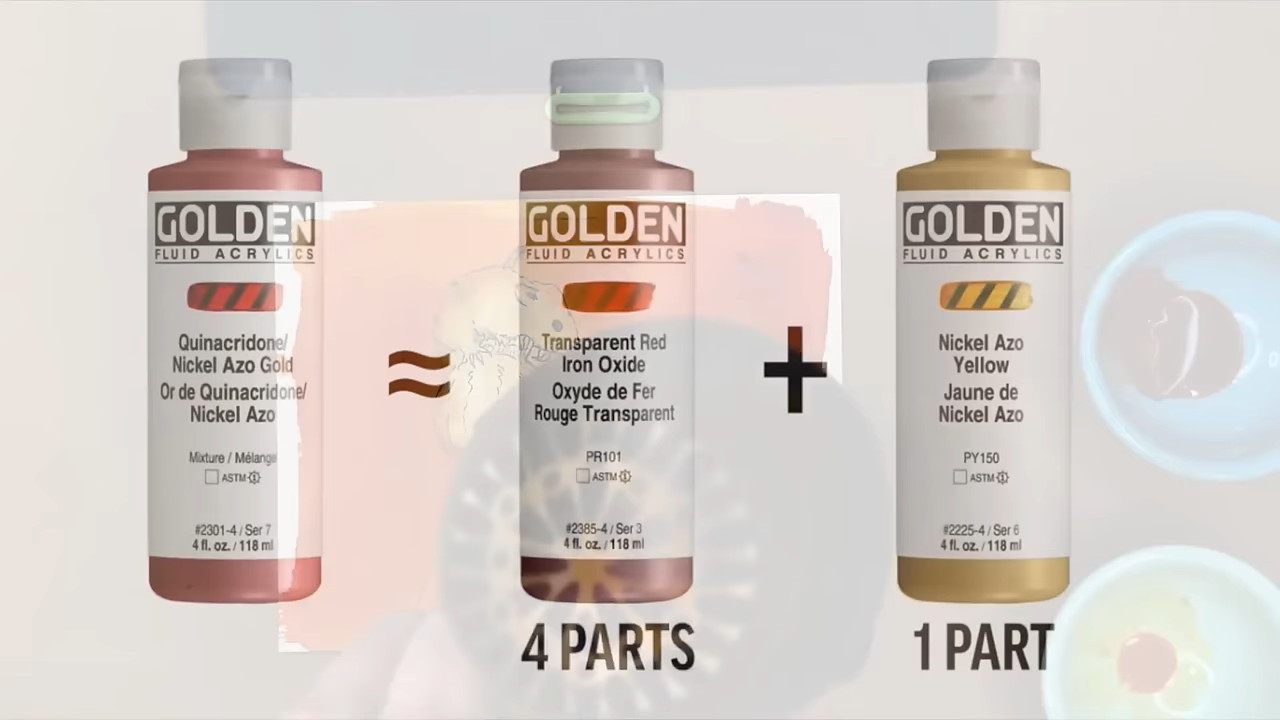 GOLDEN
FLUID ACRYLICS
Quinacridone/
Nickel Azo Gold
Or de Quinacridone/
Nickel Azo
Mixture / Mélange
ASTM I
#2301-4 / Ser 7
4 fl. oz. / 118 ml
≈
GOLDEN
FLUID ACRYLICS
Transparent Red
Iron Oxide
Oxyde de Fer
Rouge Transparent
PR101
ASTM I
#2385-4 / Ser 3
4 fl. oz. / 118 ml
4 PARTS
+
GOLDEN
FLUID ACRYLICS
Nickel Azo
Yellow
Jaune de
Nickel Azo
PY150
ASTM I
#2225-4 / Ser 6
4 fl. oz. / 118 ml
1 PART